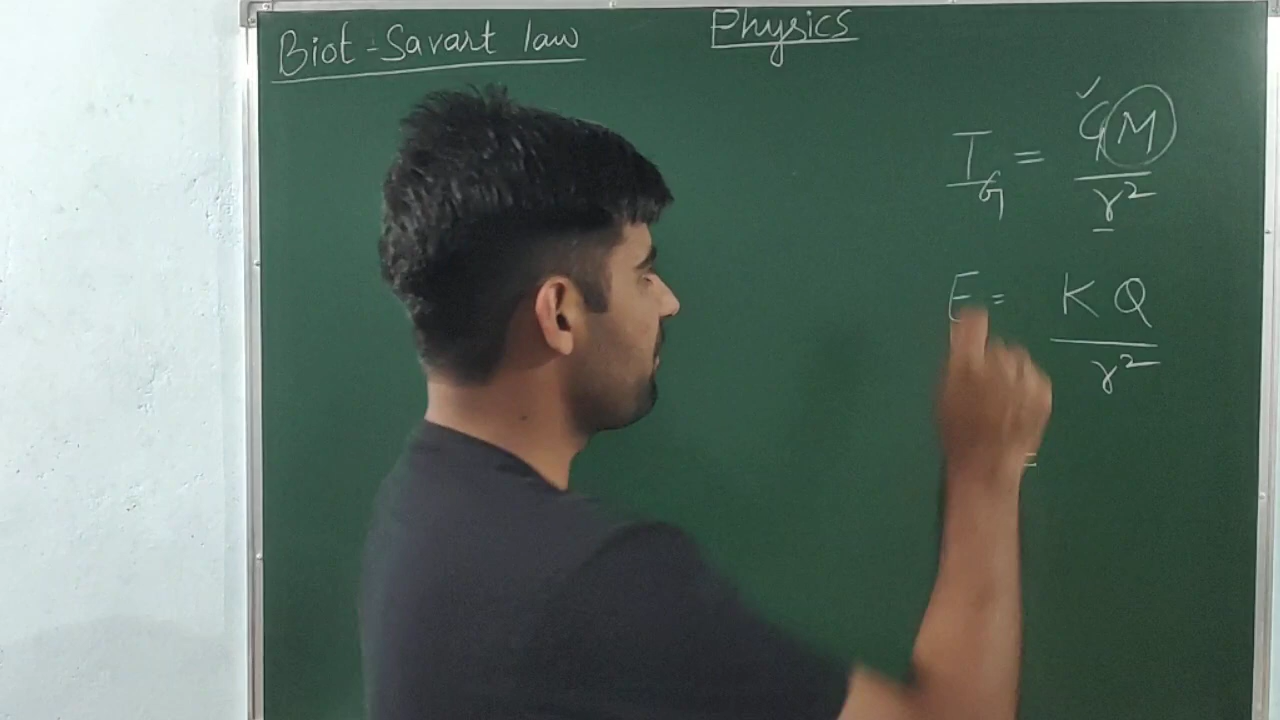 Biot-Savart law
Physics
I_G = GM / r²
E = KQ / r²
=